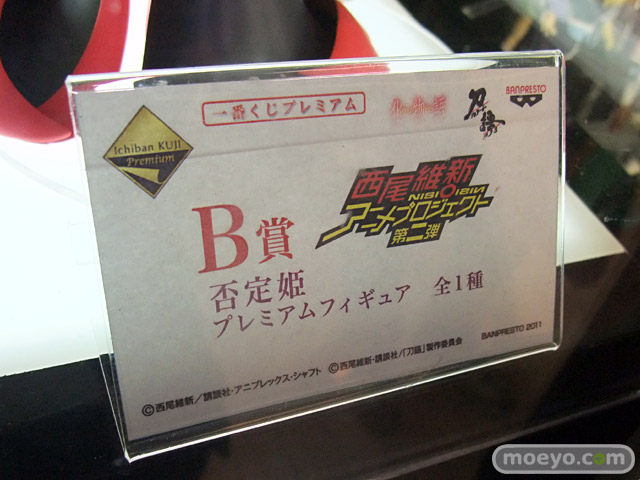 一番くじプレミアム
化物語
刀語
BANPRESTO
Ichiban KUJI
Premium
西尾維新
NISIOISIN
アニメプロジェクト
第二弾
B賞
否定姫
プレミアムフィギュア 全1種
BANPRESTO 2011
©西尾維新/講談社・アニプレックス・シャフト
©西尾維新・講談社/「刀語」製作委員会
moeyo.com